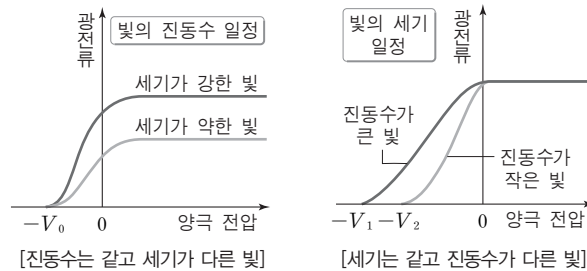 광전류
빛의 진동수 일정
세기가 강한 빛
세기가 약한 빛
-V₀ 0 양극 전압
[진동수는 같고 세기가 다른 빛]
광전류
빛의 세기
일정
진동수가
큰 빛
진동수가
작은 빛
-V₁ -V₂ 0 양극 전압
[세기는 같고 진동수가 다른 빛]